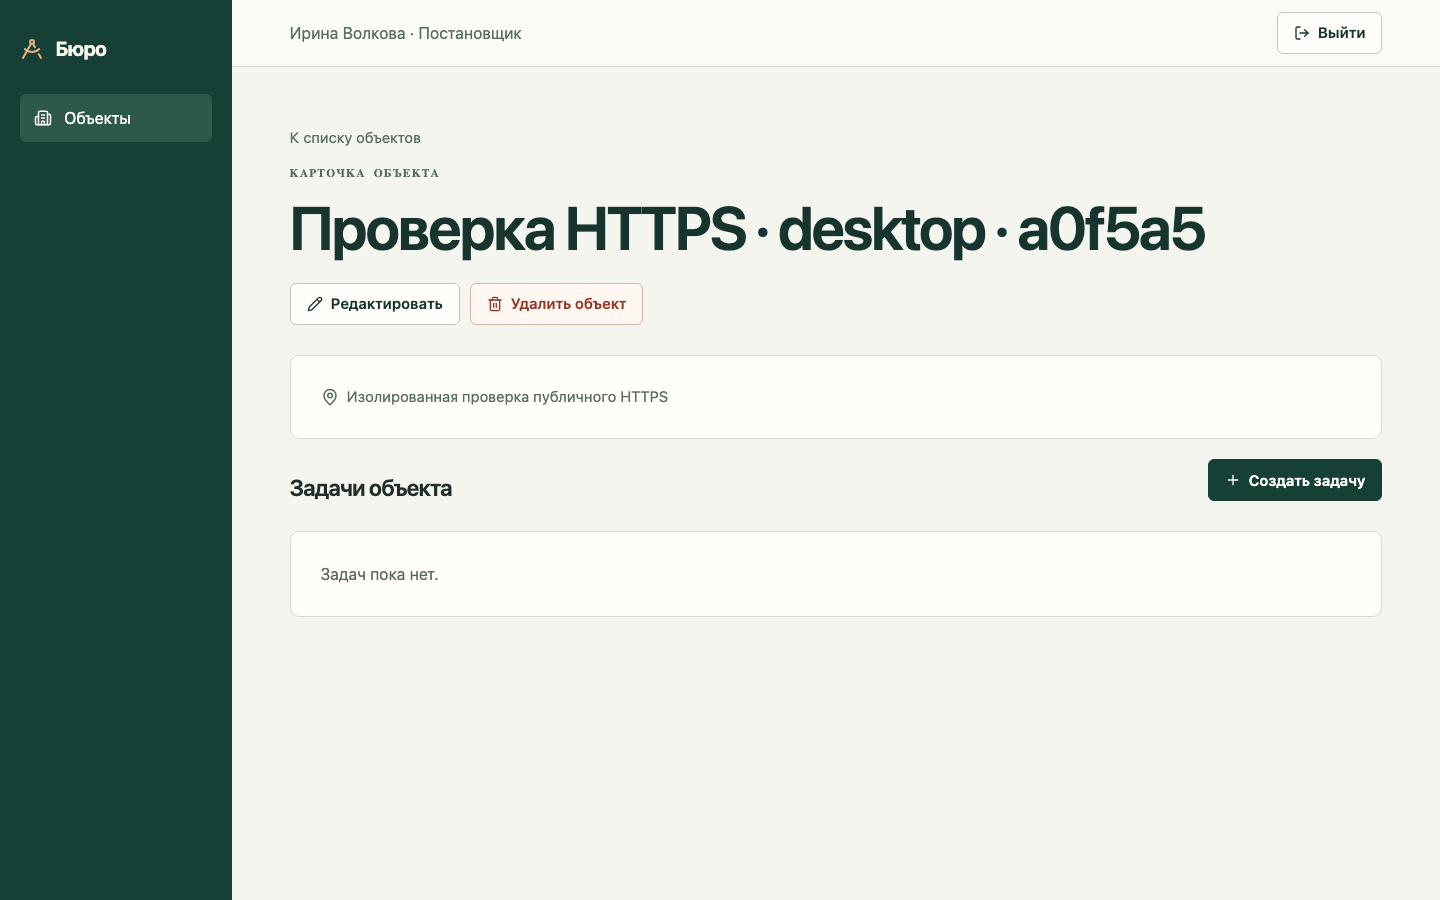 Бюро
Ирина Волкова · Постановщик
Выйти
Объекты
К списку объектов
КАРТОЧКА ОБЪЕКТА
Проверка HTTPS · desktop · a0f5a5
Редактировать
Удалить объект
Изолированная проверка публичного HTTPS
Задачи объекта
Создать задачу
Задач пока нет.